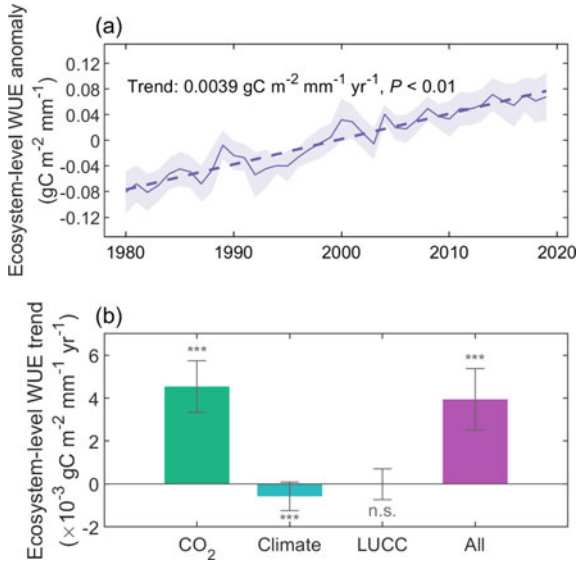 (a)
Ecosystem-level WUE anomaly
(gC m⁻² mm⁻¹)
0.12
0.08
0.04
0
-0.04
-0.08
-0.12
Trend: 0.0039 gC m⁻² mm⁻¹ yr⁻¹, P < 0.01
1980
1990
2000
2010
2020
(b)
Ecosystem-level WUE trend
(×10⁻³ gC m⁻² mm⁻¹ yr⁻¹)
6
4
2
0
-2
***
***
n.s.
***
CO₂
Climate
LUCC
All